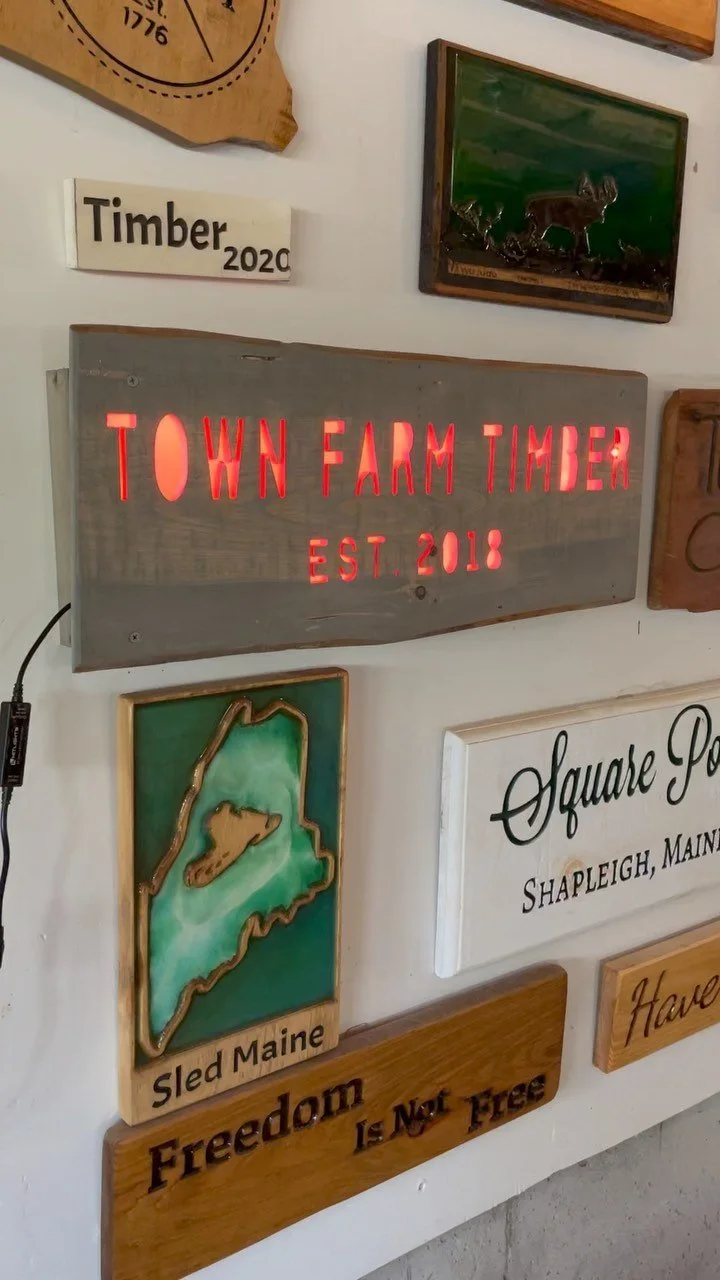 Est.
1776
Timber
2020
TOWN FARM TIMBER
EST. 2018
Square Po
SHAPLEIGH, MAIN
Sled Maine
Have
Freedom
Is Not
Free